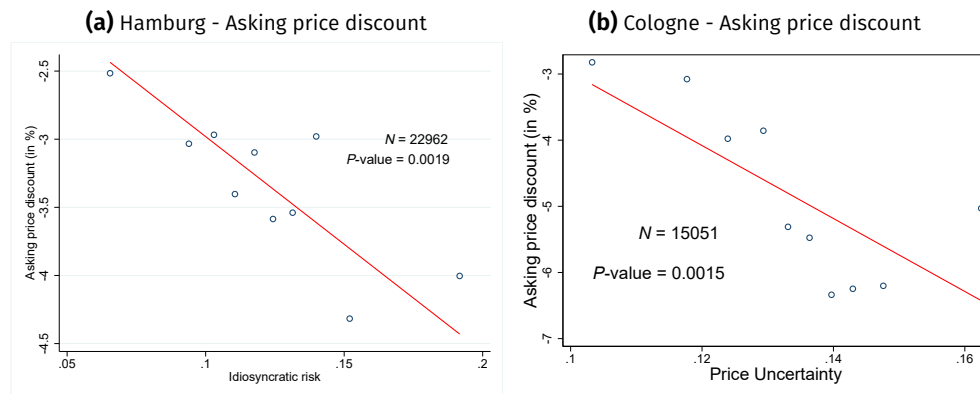 (a) Hamburg - Asking price discount
Asking price discount (in %)
-2.5
-3
-3.5
-4
-4.5
N = 22962
P-value = 0.0019
.05
.1
.15
.2
Idiosyncratic risk
(b) Cologne - Asking price discount
Asking price discount (in %)
-3
-4
-5
-6
-7
N = 15051
P-value = 0.0015
.1
.12
.14
.16
Price Uncertainty